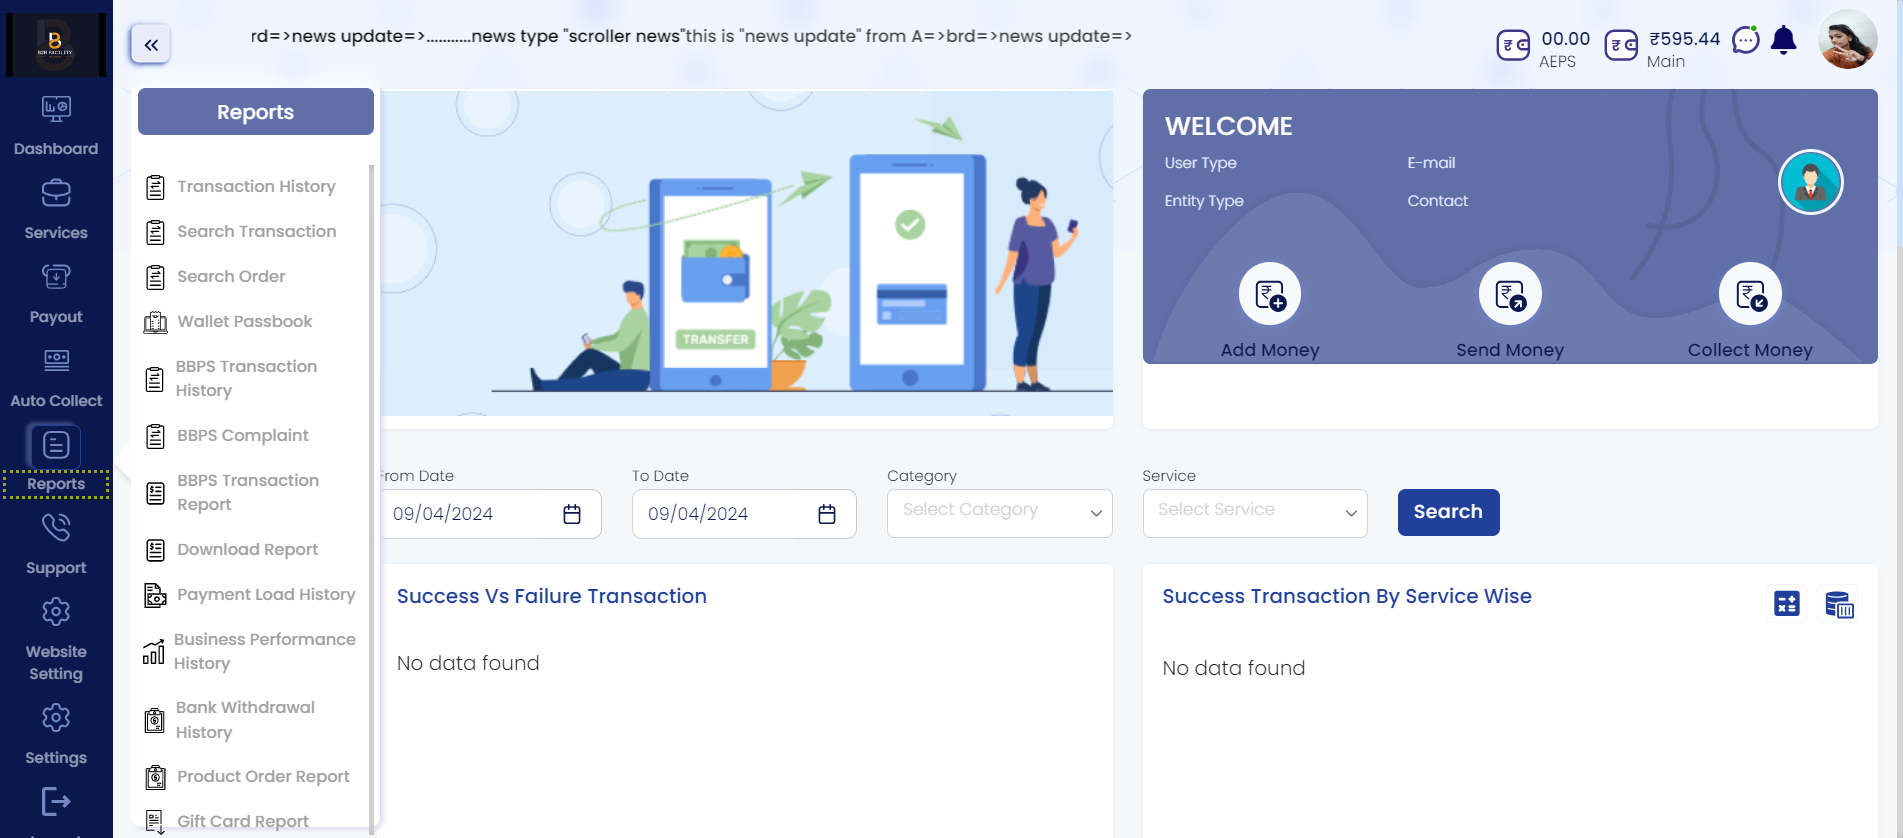 B2B FACILITY
rd=>news update=>...........news type "scroller news"this is "news update" from A=>brd=>news update=>
00.00
AEPS
₹595.44
Main
Dashboard
Services
Payout
Auto Collect
Reports
Support
Website
Setting
Settings
Reports
Transaction History
Search Transaction
Search Order
Wallet Passbook
BBPS Transaction
History
BBPS Complaint
BBPS Transaction
Report
Download Report
Payment Load History
Business Performance
History
Bank Withdrawal
History
Product Order Report
Gift Card Report
TRANSFER
WELCOME
User Type
E-mail
Entity Type
Contact
Add Money
Send Money
Collect Money
From Date
To Date
Category
Service
09/04/2024
09/04/2024
Select Category
Select Service
Search
Success Vs Failure Transaction
No data found
Success Transaction By Service Wise
No data found